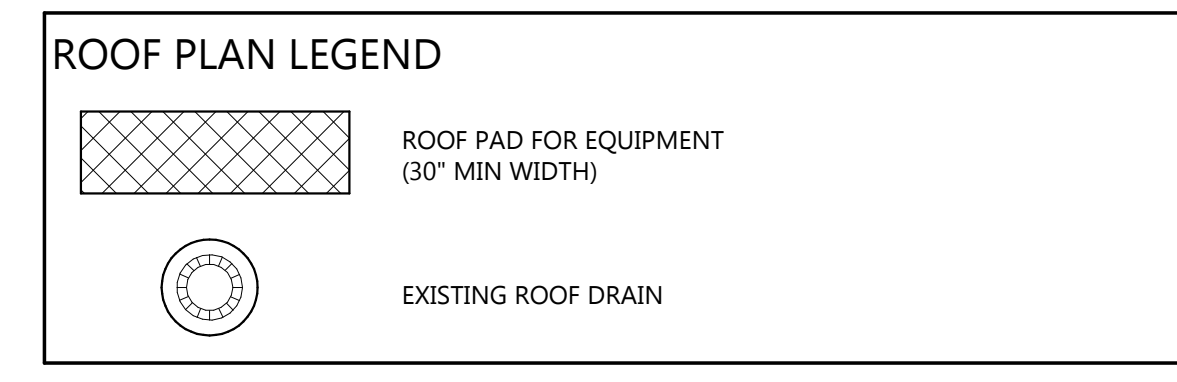 ROOF PLAN LEGEND
ROOF PAD FOR EQUIPMENT
(30" MIN WIDTH)
EXISTING ROOF DRAIN